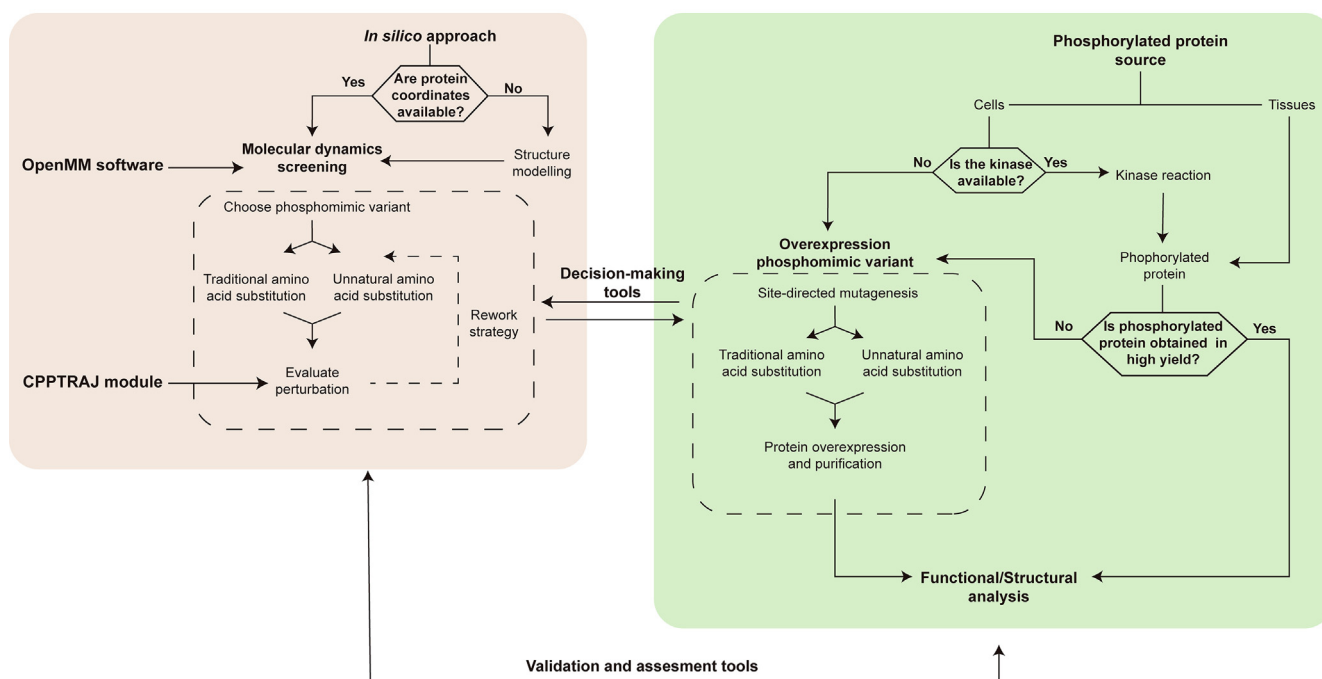 In silico approach
Are protein
coordinates
available?
Yes
No
Molecular dynamics
screening
Structure
modelling
OpenMM software
Choose phosphomimic variant
Traditional amino
acid substitution
Unnatural amino
acid substitution
Rework
strategy
Evaluate
perturbation
CPPTRAJ module
Decision-making
tools
Phosphorylated protein
source
Cells
Tissues
Is the kinase
available?
No
Yes
Kinase reaction
Phophorylated
protein
Is phosphorylated
protein obtained in
high yield?
No
Yes
Overexpression
phosphomimic variant
Site-directed mutagenesis
Traditional amino
acid substitution
Unnatural amino
acid substitution
Protein overexpression
and purification
Functional/Structural
analysis
Validation and assesment tools